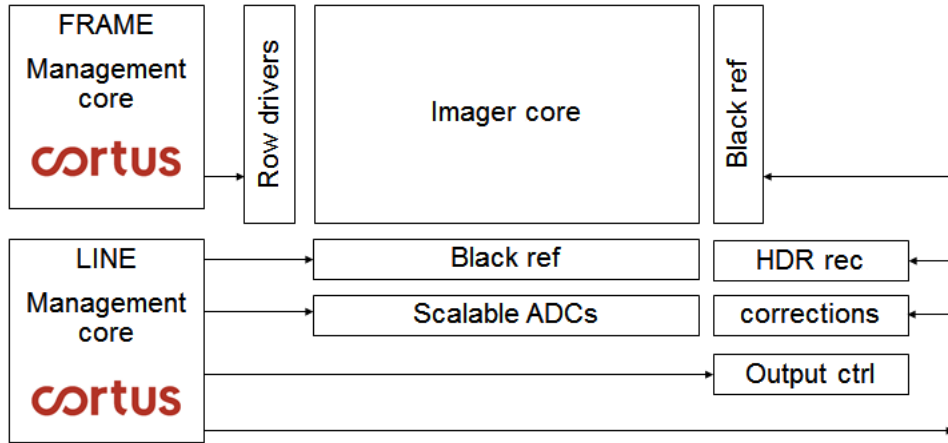 FRAME
Management
core
cortus
Row drivers
Imager core
Black ref
LINE
Management
core
cortus
Black ref
HDR rec
Scalable ADCs
corrections
Output ctrl